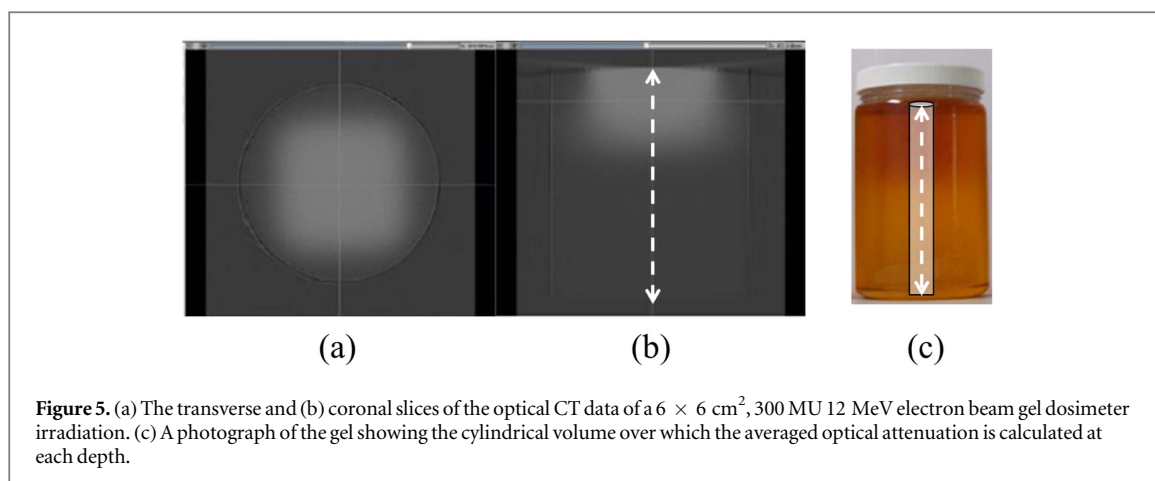 (a)
(b)
(c)
Figure 5. (a) The transverse and (b) coronal slices of the optical CT data of a 6 × 6 cm², 300 MU 12 MeV electron beam gel dosimeter
irradiation. (c) A photograph of the gel showing the cylindrical volume over which the averaged optical attenuation is calculated at
each depth.